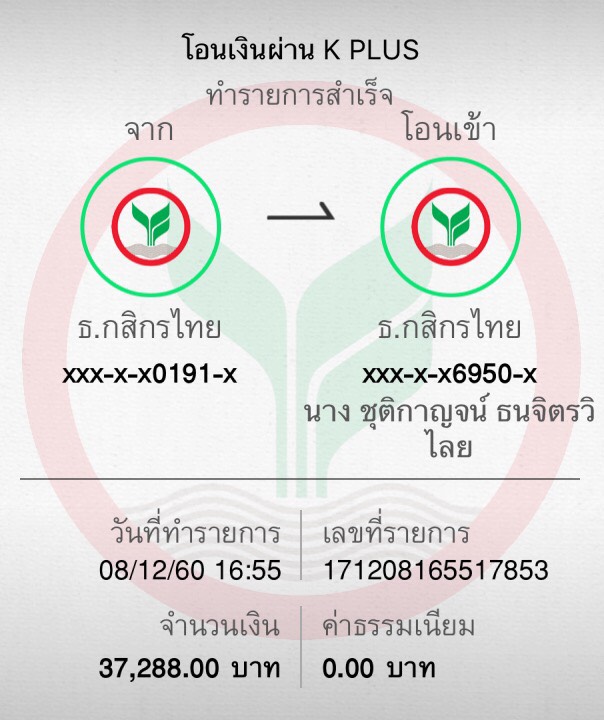 โอนเงินผ่าน K PLUS
ทำรายการสำเร็จ
จาก
โอนเข้า
ธ.กสิกรไทย
xxx-x-x0191-x
ธ.กสิกรไทย
xxx-x-x6950-x
นาง ชุติกาญจน์ ธนจิตรวิ
ไลย
วันที่ทำรายการ
08/12/60 16:55
เลขที่รายการ
171208165517853
จำนวนเงิน
37,288.00 บาท
ค่าธรรมเนียม
0.00 บาท